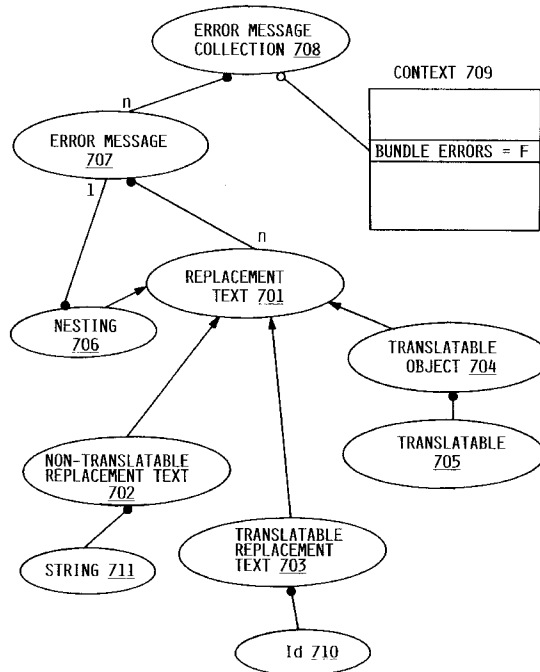 ERROR MESSAGE
COLLECTION 708
CONTEXT 709
n
ERROR MESSAGE
707
BUNDLE ERRORS = F
1
n
REPLACEMENT
TEXT 701
NESTING
706
TRANSLATABLE
OBJECT 704
NON-TRANSLATABLE
REPLACEMENT TEXT
702
TRANSLATABLE
705
TRANSLATABLE
REPLACEMENT
TEXT 703
STRING 711
Id 710